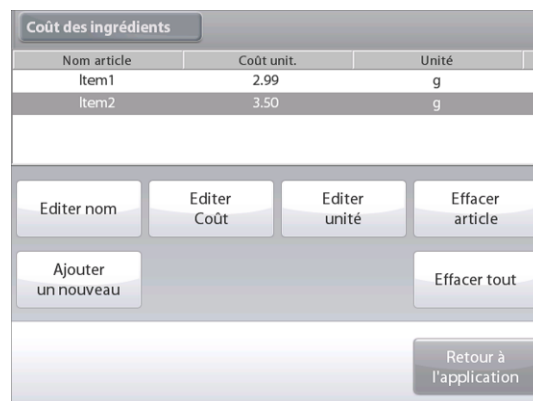 Coût des ingrédients
Nom article Coût unit. Unité
Item1 2.99 g
Item2 3.50 g
Editer nom Editer Coût Editer unité Effacer article
Ajouter un nouveau Effacer tout
Retour à
l'application